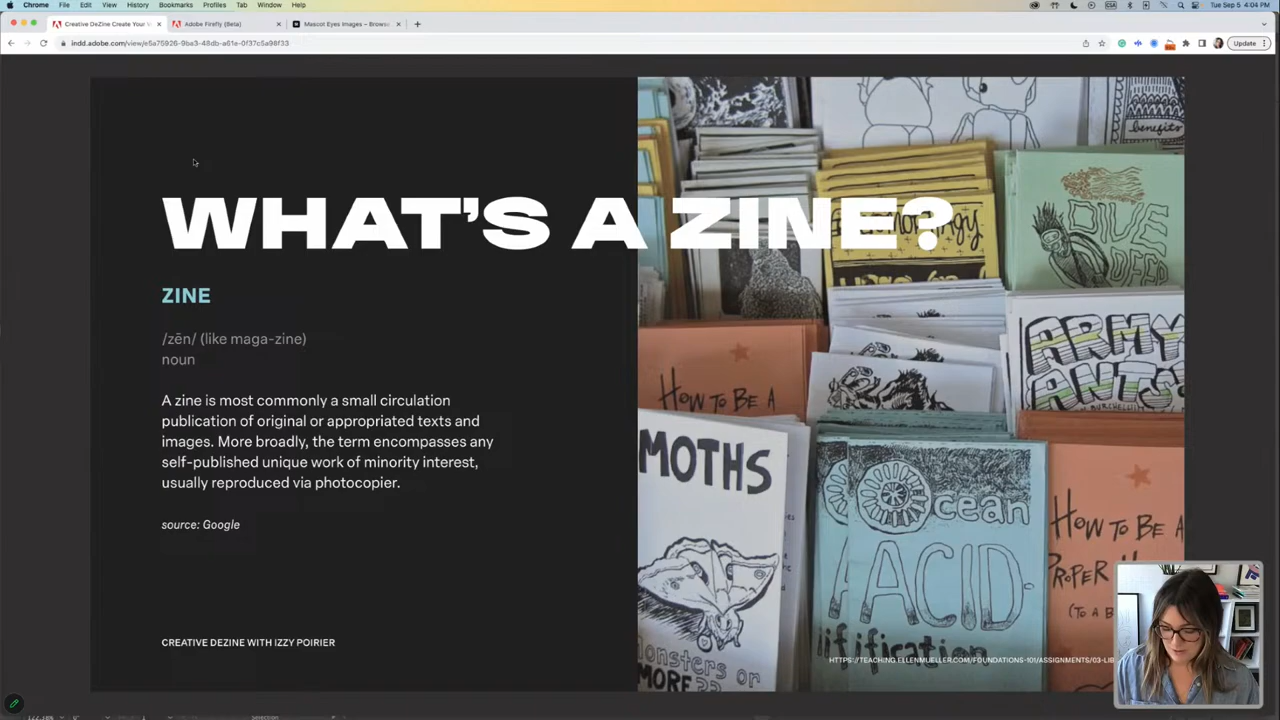 Chrome File Edit View History Bookmarks Profiles Tab Window Help
Tue Sep 5 4:04 PM
Creative DeZine Create Your
Adobe Firefly (Beta)
Mascot Eyes Images – Browse
indd.adobe.com/view/e5a75926-9be3-48db-a61e-0f37c5a98f33
Update
benefits
WHAT'S A ZINE?
DIVE
DEEP
ZINE
/zēn/ (like maga-zine)
noun
ARMY
ANTS
HOW TO BE A
A zine is most commonly a small circulation
publication of original or appropriated texts and
images. More broadly, the term encompasses any
self-published unique work of minority interest,
usually reproduced via photocopier.
source: Google
MOTHS
Ocean
ACID-
ification
HOW TO BE A
PROPER
(TO A
Monsters or
MORE??
CREATIVE DEZINE WITH IZZY POIRIER
HTTPS://TEACHING.ELLENMUELLER.COM/FOUNDATIONS-101/ASSIGNMENTS/03-LIB
Selection